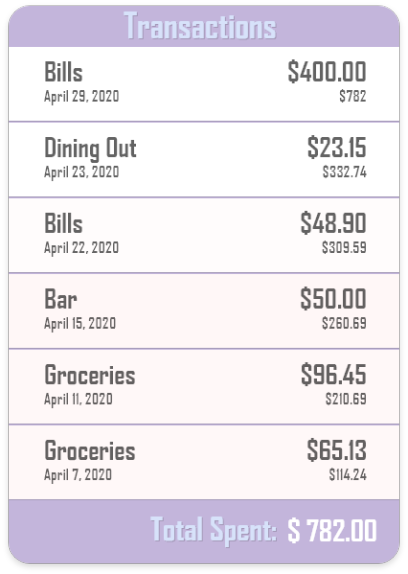 Transactions
Bills $400.00
April 29, 2020 $782
Dining Out $23.15
April 23, 2020 $332.74
Bills $48.90
April 22, 2020 $309.59
Bar $50.00
April 15, 2020 $260.69
Groceries $96.45
April 11, 2020 $210.69
Groceries $65.13
April 7, 2020 $114.24
Total Spent: $ 782.00